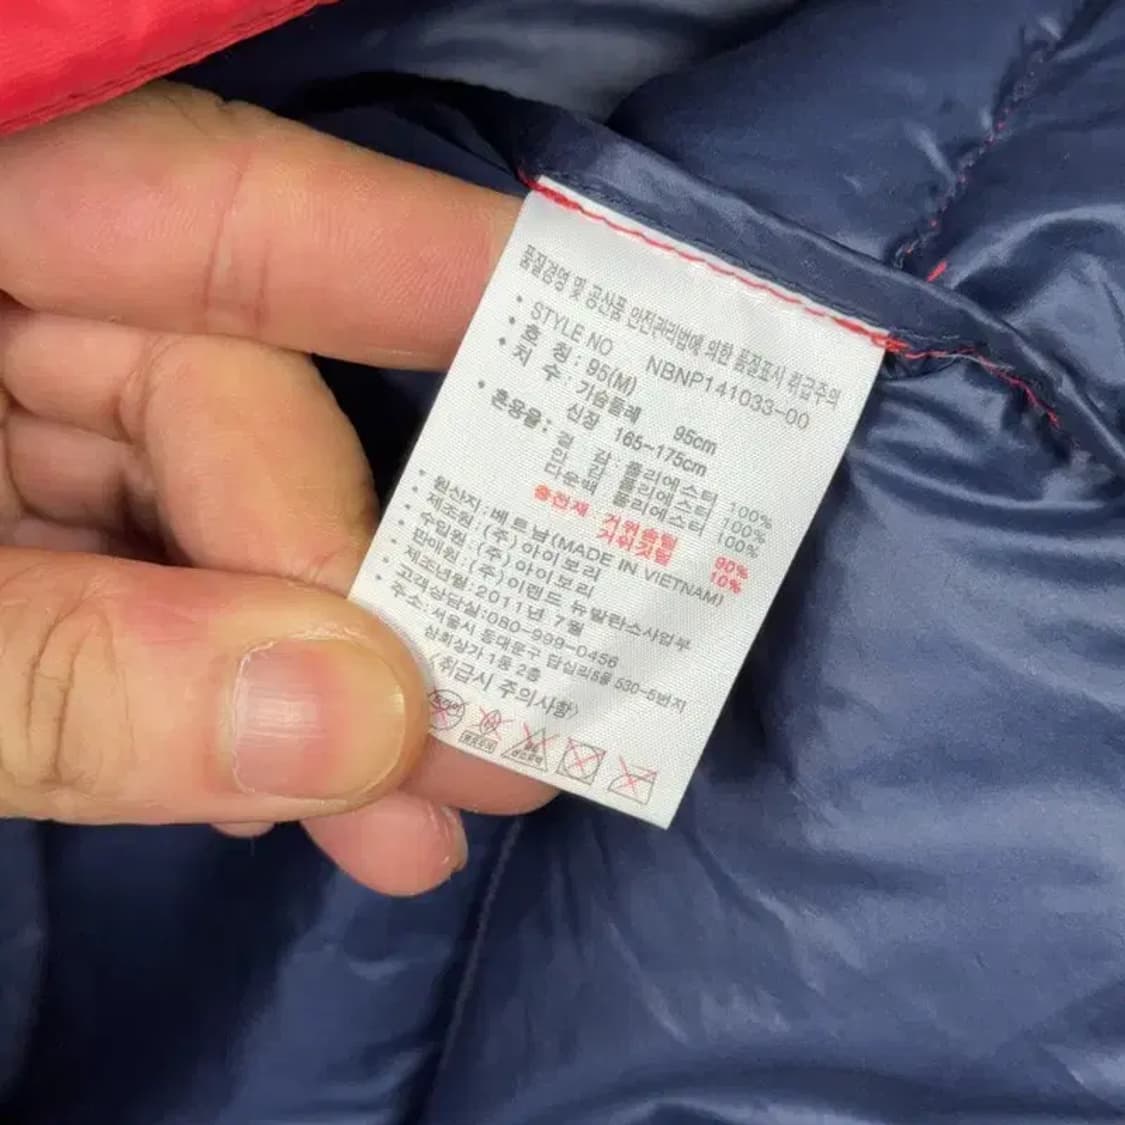 품질경영 및 공산품 안전관리법에 의한 품질표시 취급주의
• STYLE NO NBNP141033-00
• 호 칭 : 95(M)
• 치 수 : 가슴둘레 95cm
신장 165~175cm
• 혼용율 : 겉 감 폴리에스터 100%
안 감 폴리에스터 100%
다운백 폴리에스터 100%
충전재 거위솜털 90%
거위깃털 10%
• 원산지 : 베트남(MADE IN VIETNAM)
• 제조원 : (주)아이보리
• 수입원 : (주)아이보리
• 판매원 : (주)이랜드 뉴발란스사업부
• 제조년월 : 2011년 7월
• 고객상담실:080-999-0456
• 주소: 서울시 동대문구 답십리5동 530-5번지
삼희상가 1동 2층
〈취급시 주의사항〉